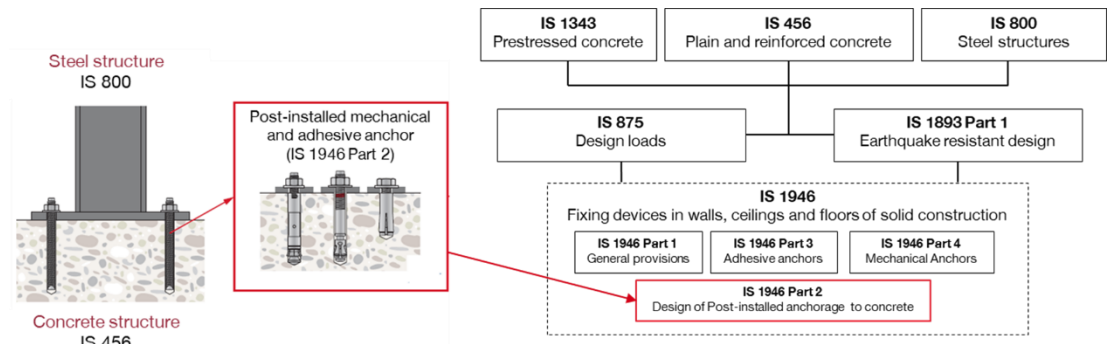 Steel structure
IS 800
Concrete structure
IS 456
Post-installed mechanical
and adhesive anchor
(IS 1946 Part 2)
IS 1343
Prestressed concrete
IS 456
Plain and reinforced concrete
IS 800
Steel structures
IS 875
Design loads
IS 1893 Part 1
Earthquake resistant design
IS 1946
Fixing devices in walls, ceilings and floors of solid construction
IS 1946 Part 1
General provisions
IS 1946 Part 3
Adhesive anchors
IS 1946 Part 4
Mechanical Anchors
IS 1946 Part 2
Design of Post-installed anchorage to concrete